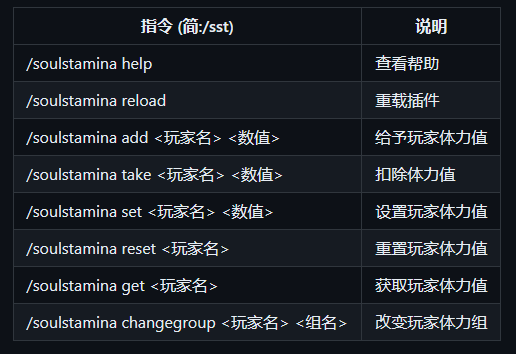 指令 (简:/sst) 说明
/soulstamina help 查看帮助
/soulstamina reload 重载插件
/soulstamina add <玩家名> <数值> 给予玩家体力值
/soulstamina take <玩家名> <数值> 扣除体力值
/soulstamina set <玩家名> <数值> 设置玩家体力值
/soulstamina reset <玩家名> 重置玩家体力值
/soulstamina get <玩家名> 获取玩家体力值
/soulstamina changegroup <玩家名> <组名> 改变玩家体力组